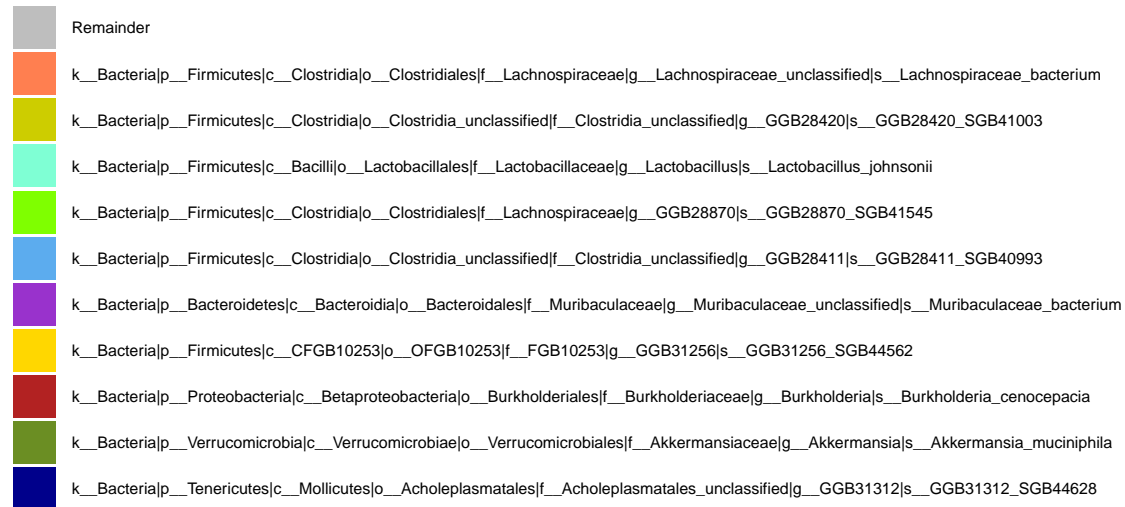 Remainder
k__Bacteria|p__Firmicutes|c__Clostridia|o__Clostridiales|f__Lachnospiraceae|g__Lachnospiraceae_unclassified|s__Lachnospiraceae_bacterium
k__Bacteria|p__Firmicutes|c__Clostridia|o__Clostridia_unclassified|f__Clostridia_unclassified|g__GGB28420|s__GGB28420_SGB41003
k__Bacteria|p__Firmicutes|c__Bacilli|o__Lactobacillales|f__Lactobacillaceae|g__Lactobacillus|s__Lactobacillus_johnsonii
k__Bacteria|p__Firmicutes|c__Clostridia|o__Clostridiales|f__Lachnospiraceae|g__GGB28870|s__GGB28870_SGB41545
k__Bacteria|p__Firmicutes|c__Clostridia|o__Clostridia_unclassified|f__Clostridia_unclassified|g__GGB28411|s__GGB28411_SGB40993
k__Bacteria|p__Bacteroidetes|c__Bacteroidia|o__Bacteroidales|f__Muribaculaceae|g__Muribaculaceae_unclassified|s__Muribaculaceae_bacterium
k__Bacteria|p__Firmicutes|c__CFGB10253|o__OFGB10253|f__FGB10253|g__GGB31256|s__GGB31256_SGB44562
k__Bacteria|p__Proteobacteria|c__Betaproteobacteria|o__Burkholderiales|f__Burkholderiaceae|g__Burkholderia|s__Burkholderia_cenocepacia
k__Bacteria|p__Verrucomicrobia|c__Verrucomicrobiae|o__Verrucomicrobiales|f__Akkermansiaceae|g__Akkermansia|s__Akkermansia_muciniphila
k__Bacteria|p__Tenericutes|c__Mollicutes|o__Acholeplasmatales|f__Acholeplasmatales_unclassified|g__GGB31312|s__GGB31312_SGB44628